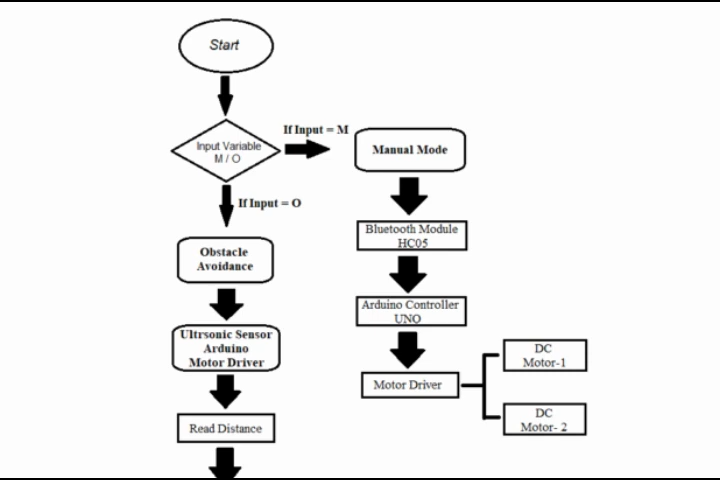 Start
Input Variable
M / O
If Input = M
Manual Mode
If Input = O
Bluetooth Module
HC05
Obstacle
Avoidance
Arduino Controller
UNO
Ultrsonic Sensor
Arduino
Motor Driver
Motor Driver
DC
Motor-1
DC
Motor- 2
Read Distance